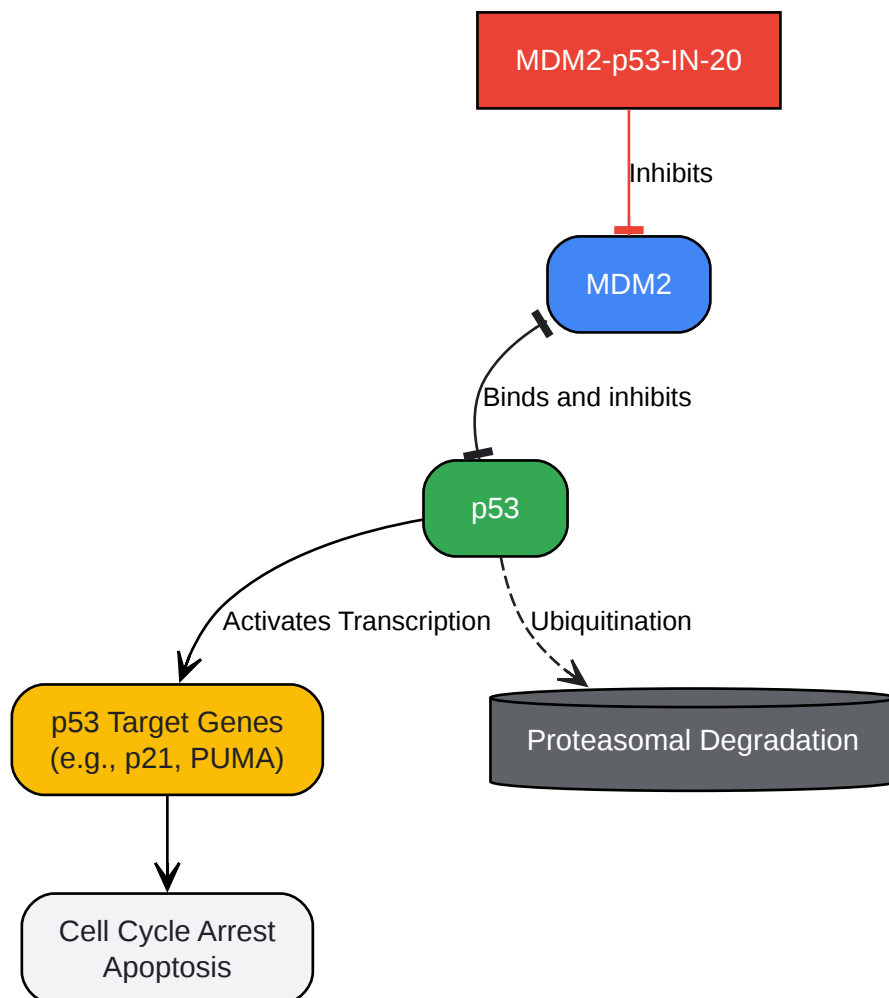 MDM2-p53-IN-20
Inhibits
MDM2
Binds and inhibits
p53
Activates Transcription
Ubiquitination
p53 Target Genes
(e.g., p21, PUMA)
Proteasomal Degradation
Cell Cycle Arrest
Apoptosis